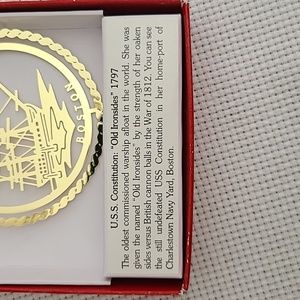 BOSTON
U.S.S. Constitution: "Old Ironsides" 1797
The oldest commissioned warship afloat in the world. She was
given the named "Old Ironsides" by the strength of her oaken
sides versus British cannon balls in the War of 1812. You can see
the still undefeated USS Constitution in her home-port of
Charlestown Navy Yard, Boston.